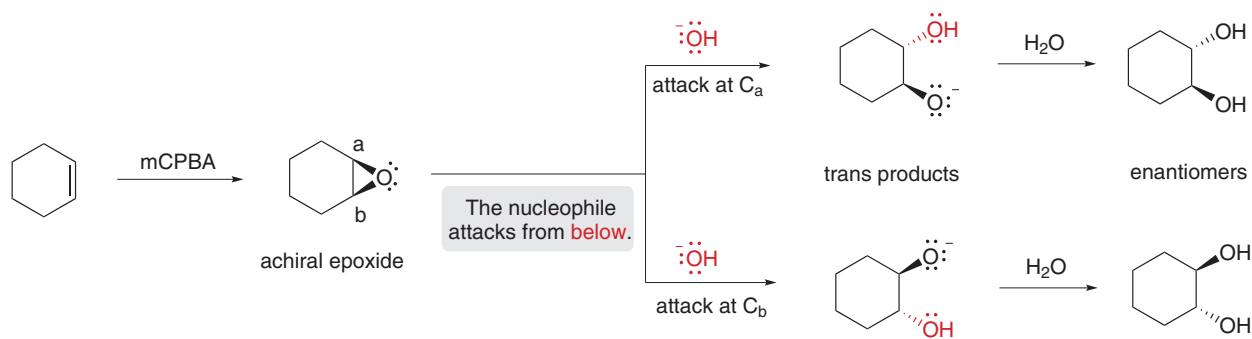 mCPBA
a
b
O
achiral epoxide
The nucleophile
attacks from below.
−OH
attack at Ca
OH
O−
trans products
H2O
OH
OH
enantiomers
−OH
attack at Cb
O−
OH
H2O
OH
OH